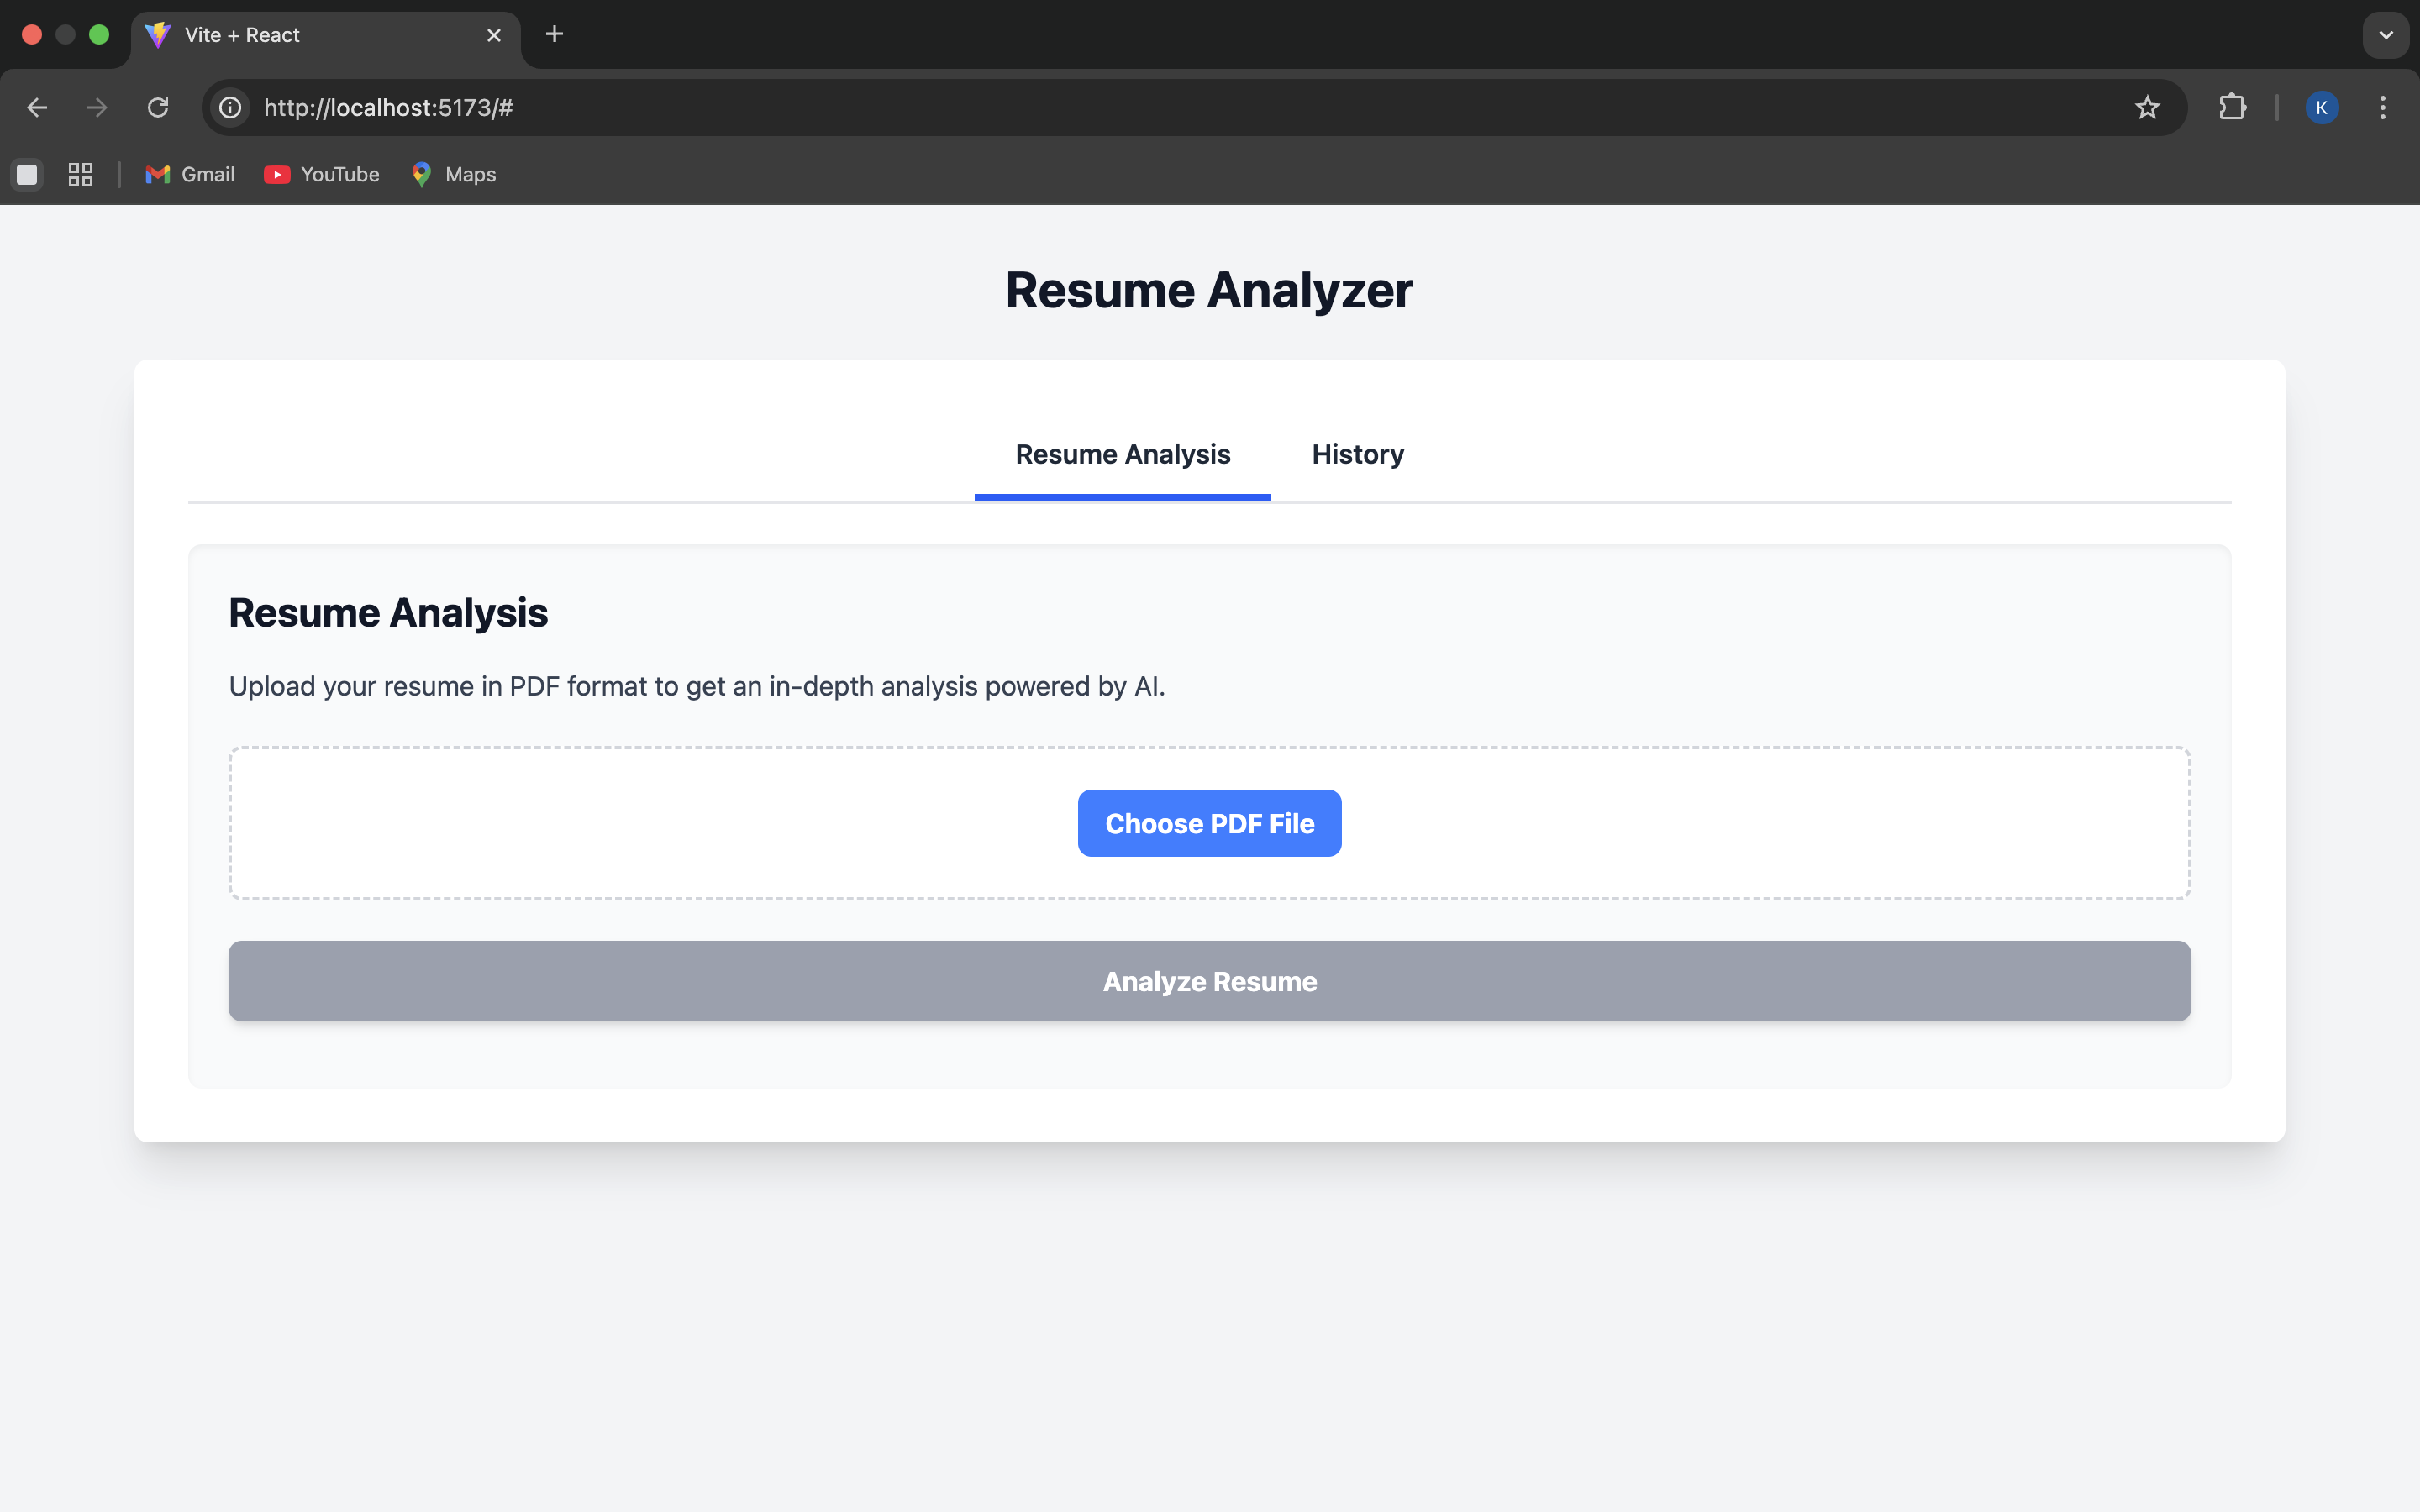 Vite + React
http://localhost:5173/#
K
Gmail YouTube Maps
Resume Analyzer
Resume Analysis History
Resume Analysis
Upload your resume in PDF format to get an in-depth analysis powered by AI.
Choose PDF File
Analyze Resume